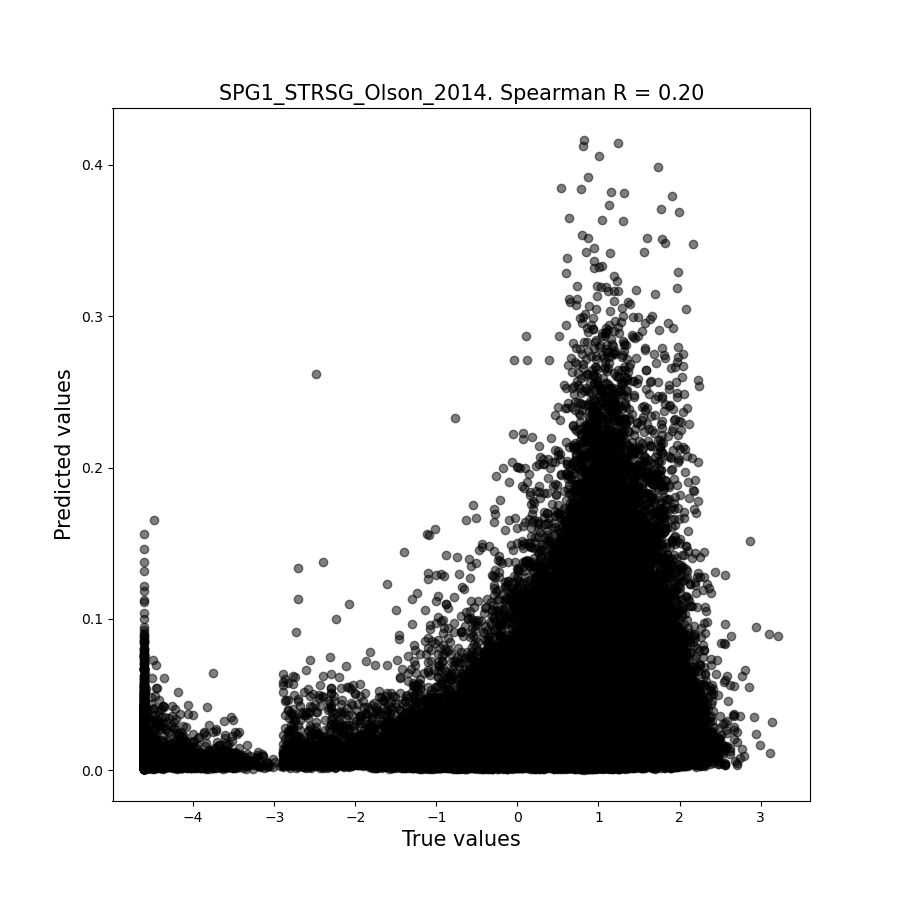 SPG1_STRSG_Olson_2014. Spearman R = 0.20
0.4
0.3
0.2
0.1
0.0
Predicted values
−4 −3 −2 −1 0 1 2 3
True values